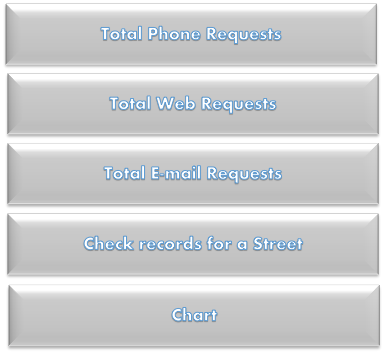 Total Phone Requests
Total Web Requests
Total E-mail Requests
Check records for a Street
Chart